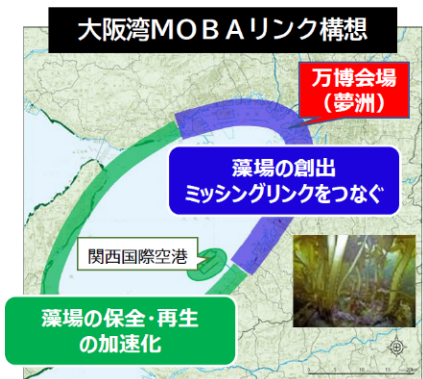 大阪湾ＭＯＢＡリンク構想
万博会場
（夢洲）
藻場の創出
ミッシングリンクをつなぐ
関西国際空港
藻場の保全・再生
の加速化